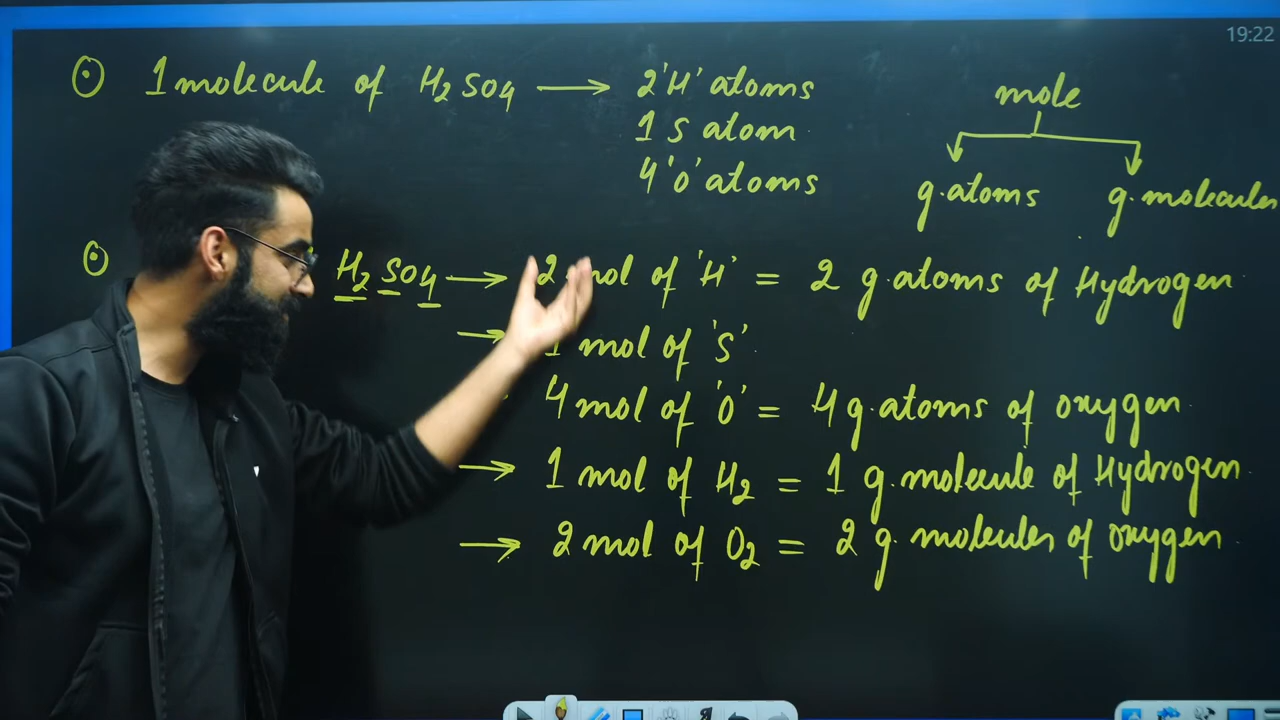 19:22
1 molecule of H2SO4 → 2 'H' atoms
1 S atom
4 'O' atoms
mole
g.atoms g.molecules
H2SO4 → 2 mol of 'H' = 2 g.atoms of Hydrogen
→ 1 mol of 'S'
4 mol of 'O' = 4 g.atoms of oxygen
→ 1 mol of H2 = 1 g.molecule of Hydrogen
→ 2 mol of O2 = 2 g.molecules of oxygen